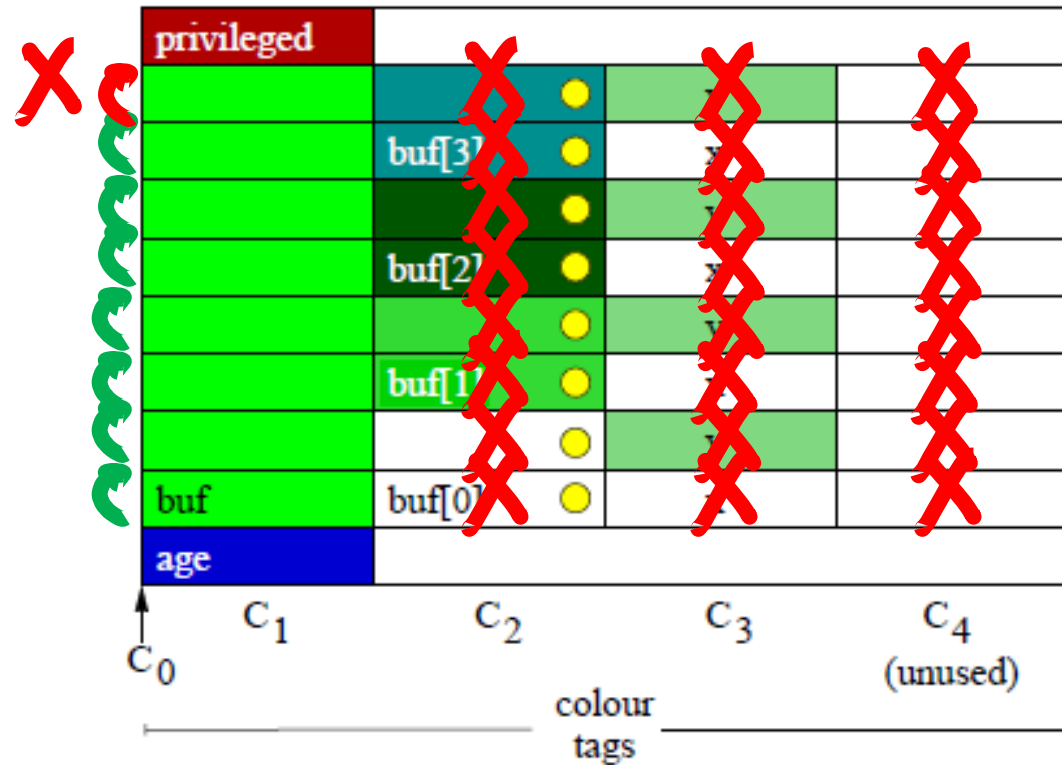 privileged
buf[3]
x
buf[2]
x
buf[1]
buf buf[0]
age
C0 C1 C2 C3 C4
(unused)
colour
tags